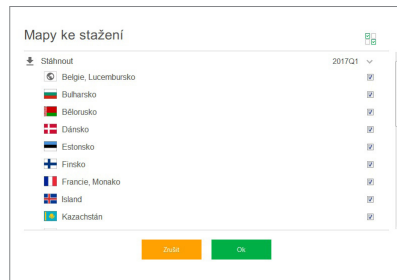 Mapy ke stažení
Stáhnout 2017Q1
Belgie, Lucembursko
Bulharsko
Bělorusko
Dánsko
Estonsko
Finsko
Francie, Monako
Island
Kazachstán
Zrušit Ok